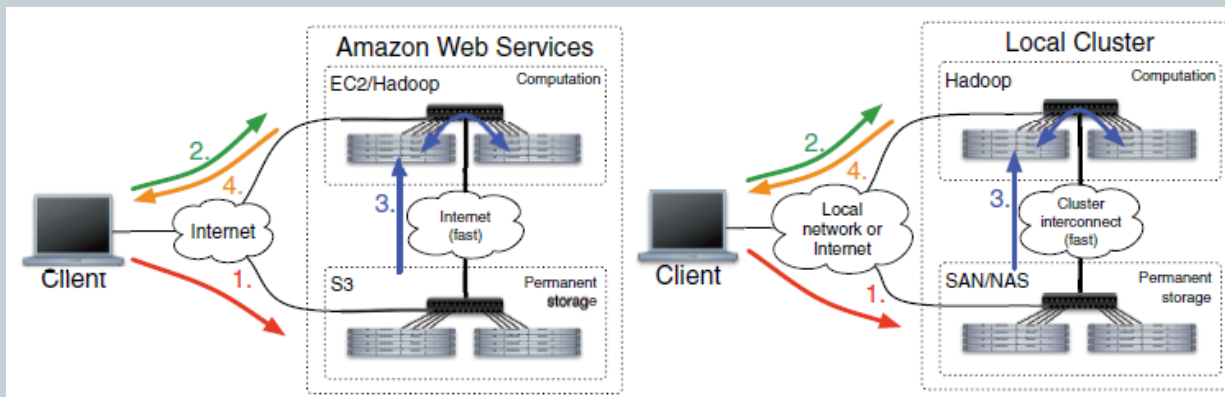 Amazon Web Services
EC2/Hadoop
Computation
2.
4.
3.
Internet
Internet
(fast)
Client
1.
S3
Permanent
storage
Local Cluster
Hadoop
Computation
2.
4.
3.
Local
network or
Internet
Cluster
interconnect
(fast)
Client
1.
SAN/NAS
Permanent
storage